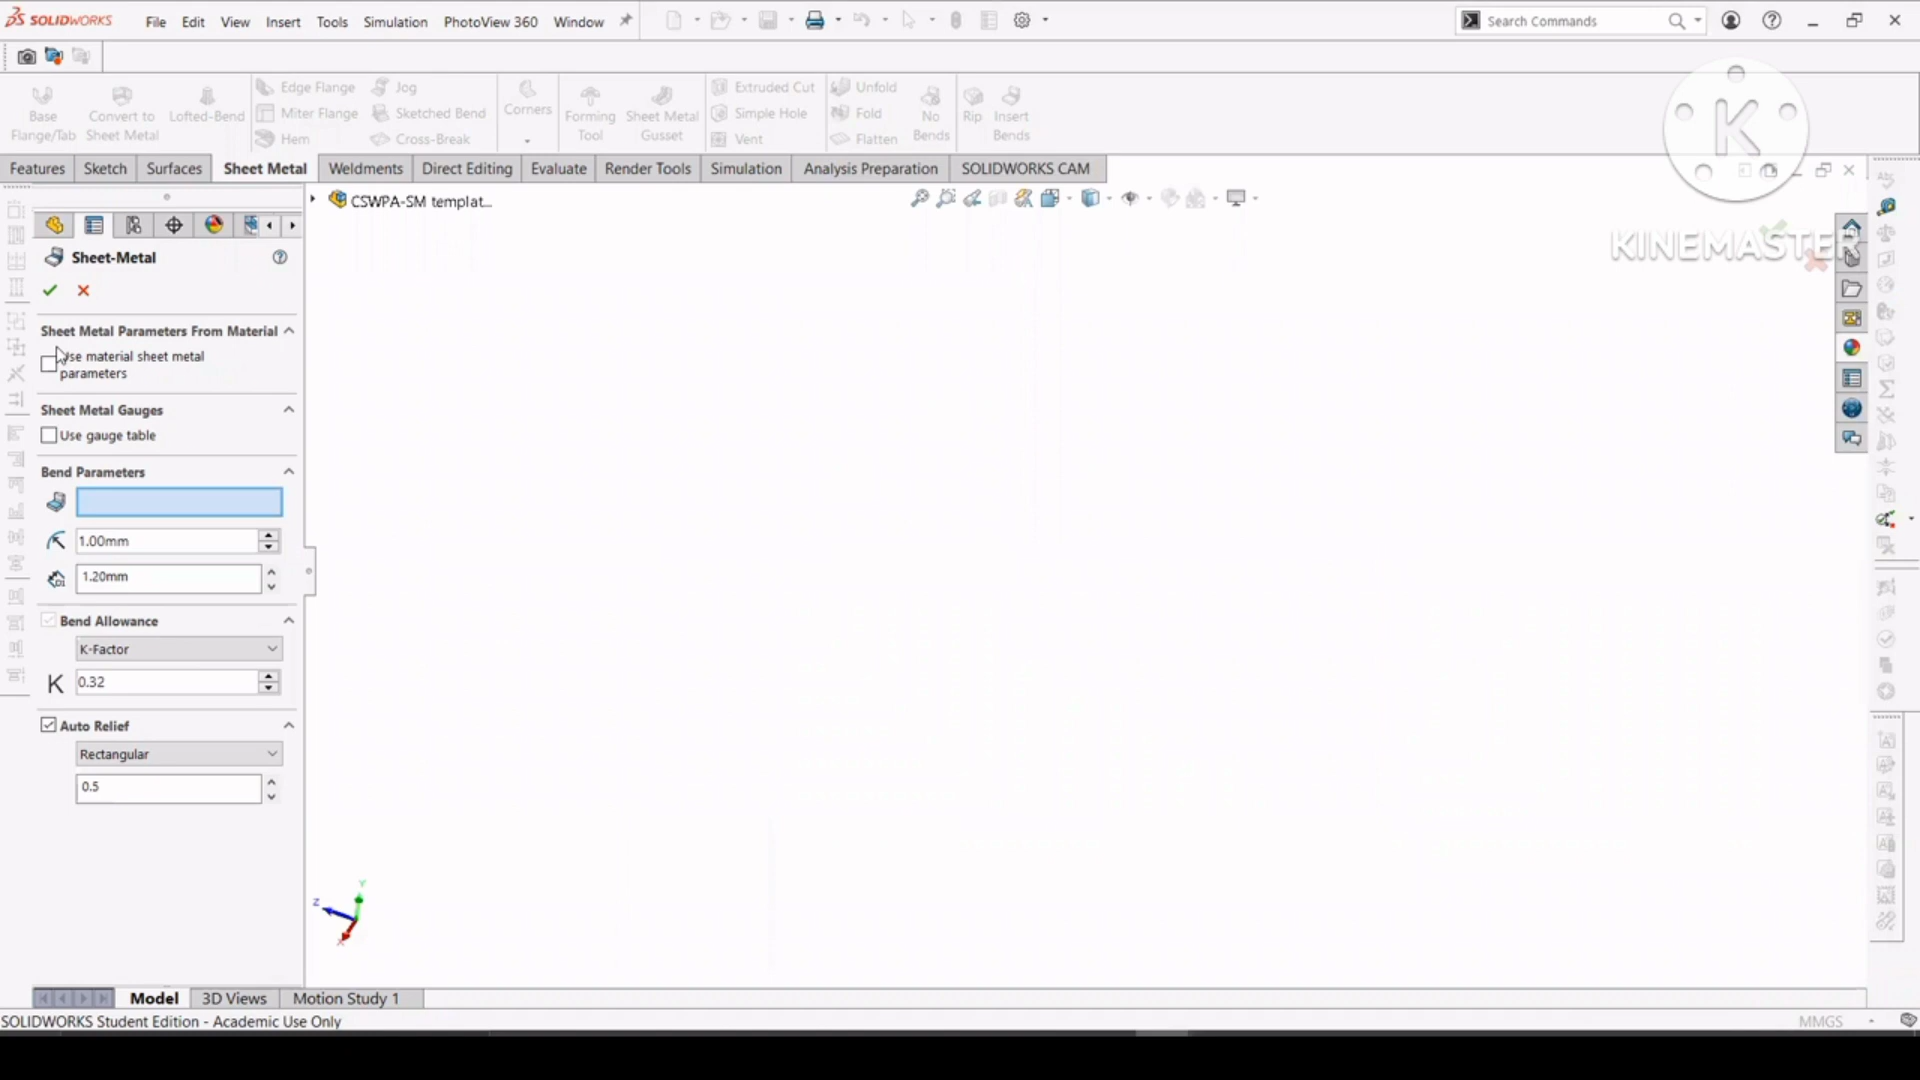 SOLIDWORKS File Edit View Insert Tools Simulation PhotoView 360 Window Search Commands
Base Flange/Tab
Convert to Sheet Metal
Lofted-Bend
Edge Flange
Miter Flange
Hem
Jog
Sketched Bend
Cross-Break
Corners
Forming Tool
Sheet Metal Gusset
Extruded Cut
Simple Hole
Vent
Unfold
Fold
Flatten
No Bends
Rip
Insert Bends
Features Sketch Surfaces Sheet Metal Weldments Direct Editing Evaluate Render Tools Simulation Analysis Preparation SOLIDWORKS CAM
K
KINEMASTER
CSWPA-SM templat...
Sheet-Metal
Sheet Metal Parameters From Material
Use material sheet metal
parameters
Sheet Metal Gauges
Use gauge table
Bend Parameters
1.00mm
1.20mm
Bend Allowance
K-Factor
K 0.32
Auto Relief
Rectangular
0.5
Y
Z
X
Model 3D Views Motion Study 1
SOLIDWORKS Student Edition - Academic Use Only MMGS